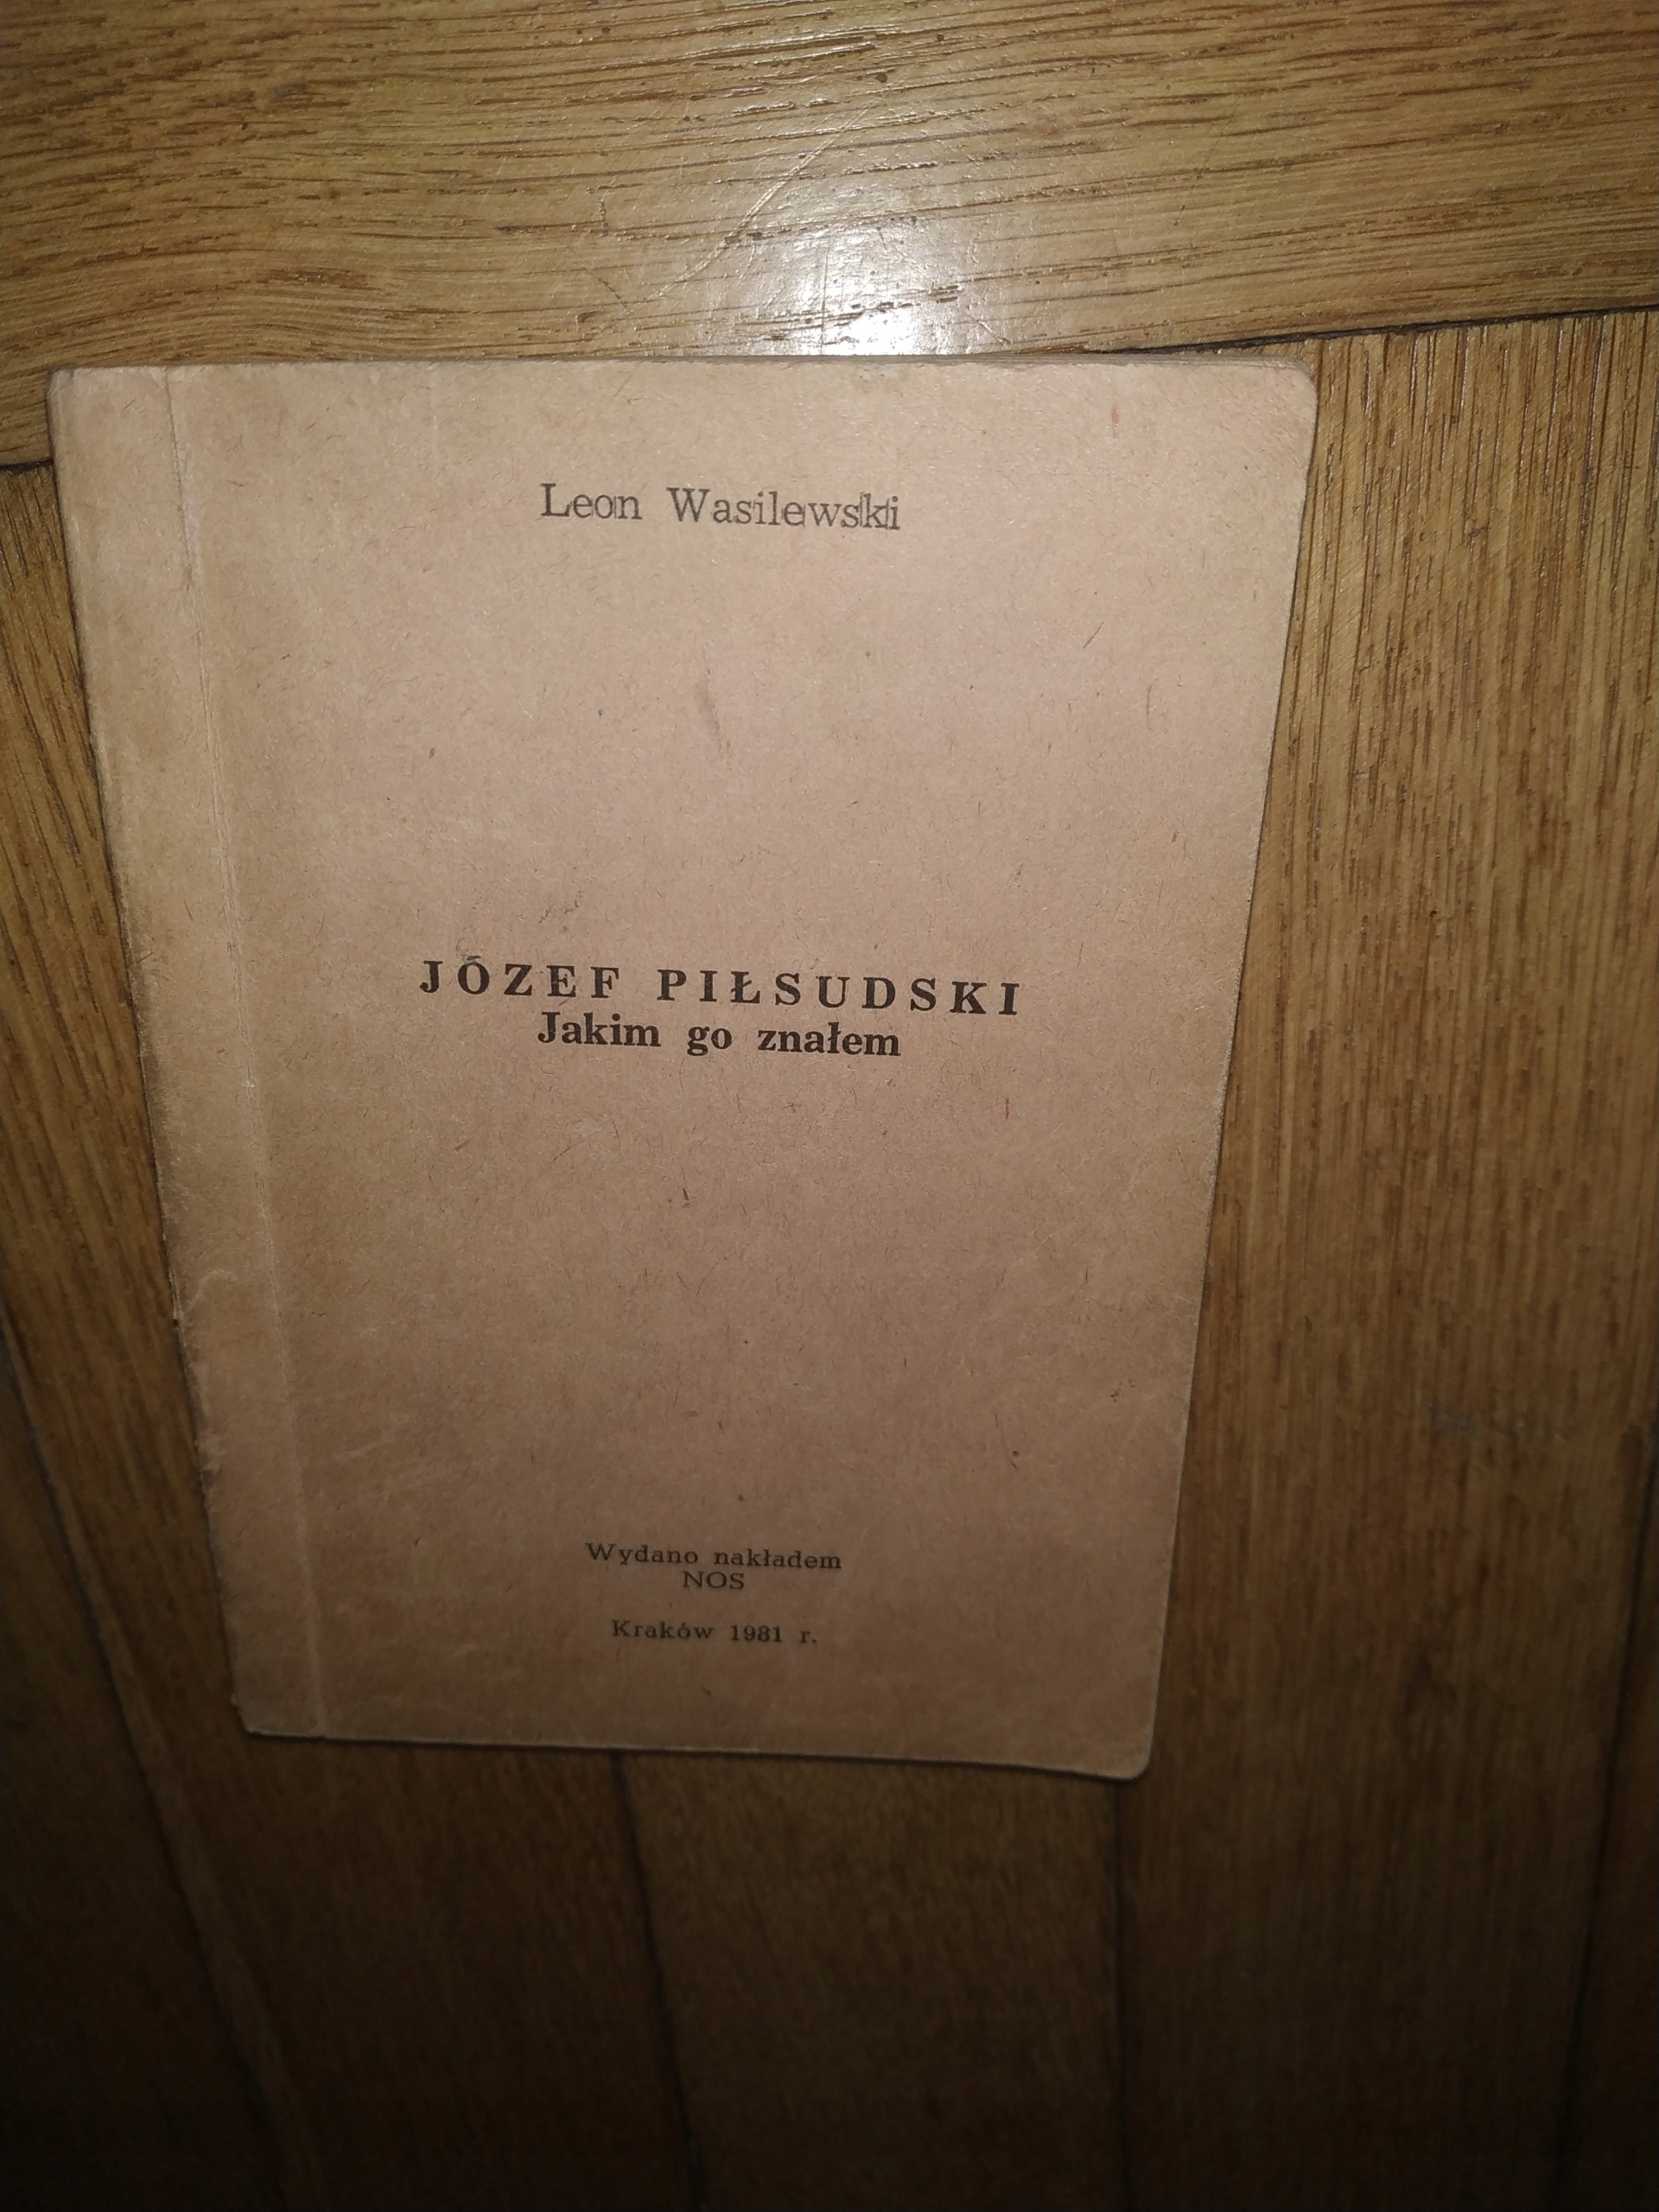 Leon Wasilewski
JÓZEF PIŁSUDSKI
Jakim go znałem
Wydano nakładem
NOS
Kraków 1981 r.